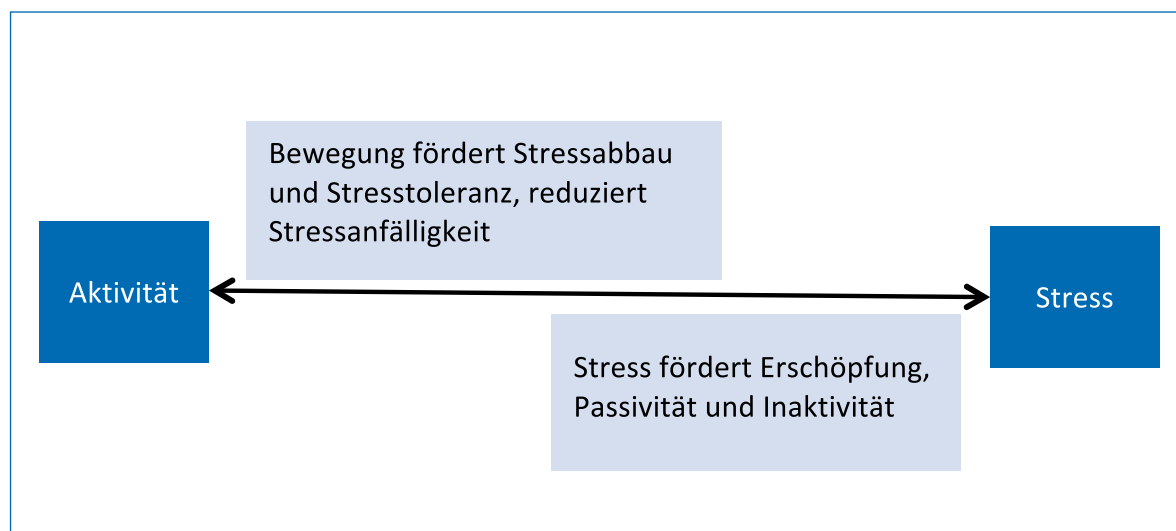 Bewegung fördert Stressabbau
und Stresstoleranz, reduziert
Stressanfälligkeit
Aktivität
Stress
Stress fördert Erschöpfung,
Passivität und Inaktivität